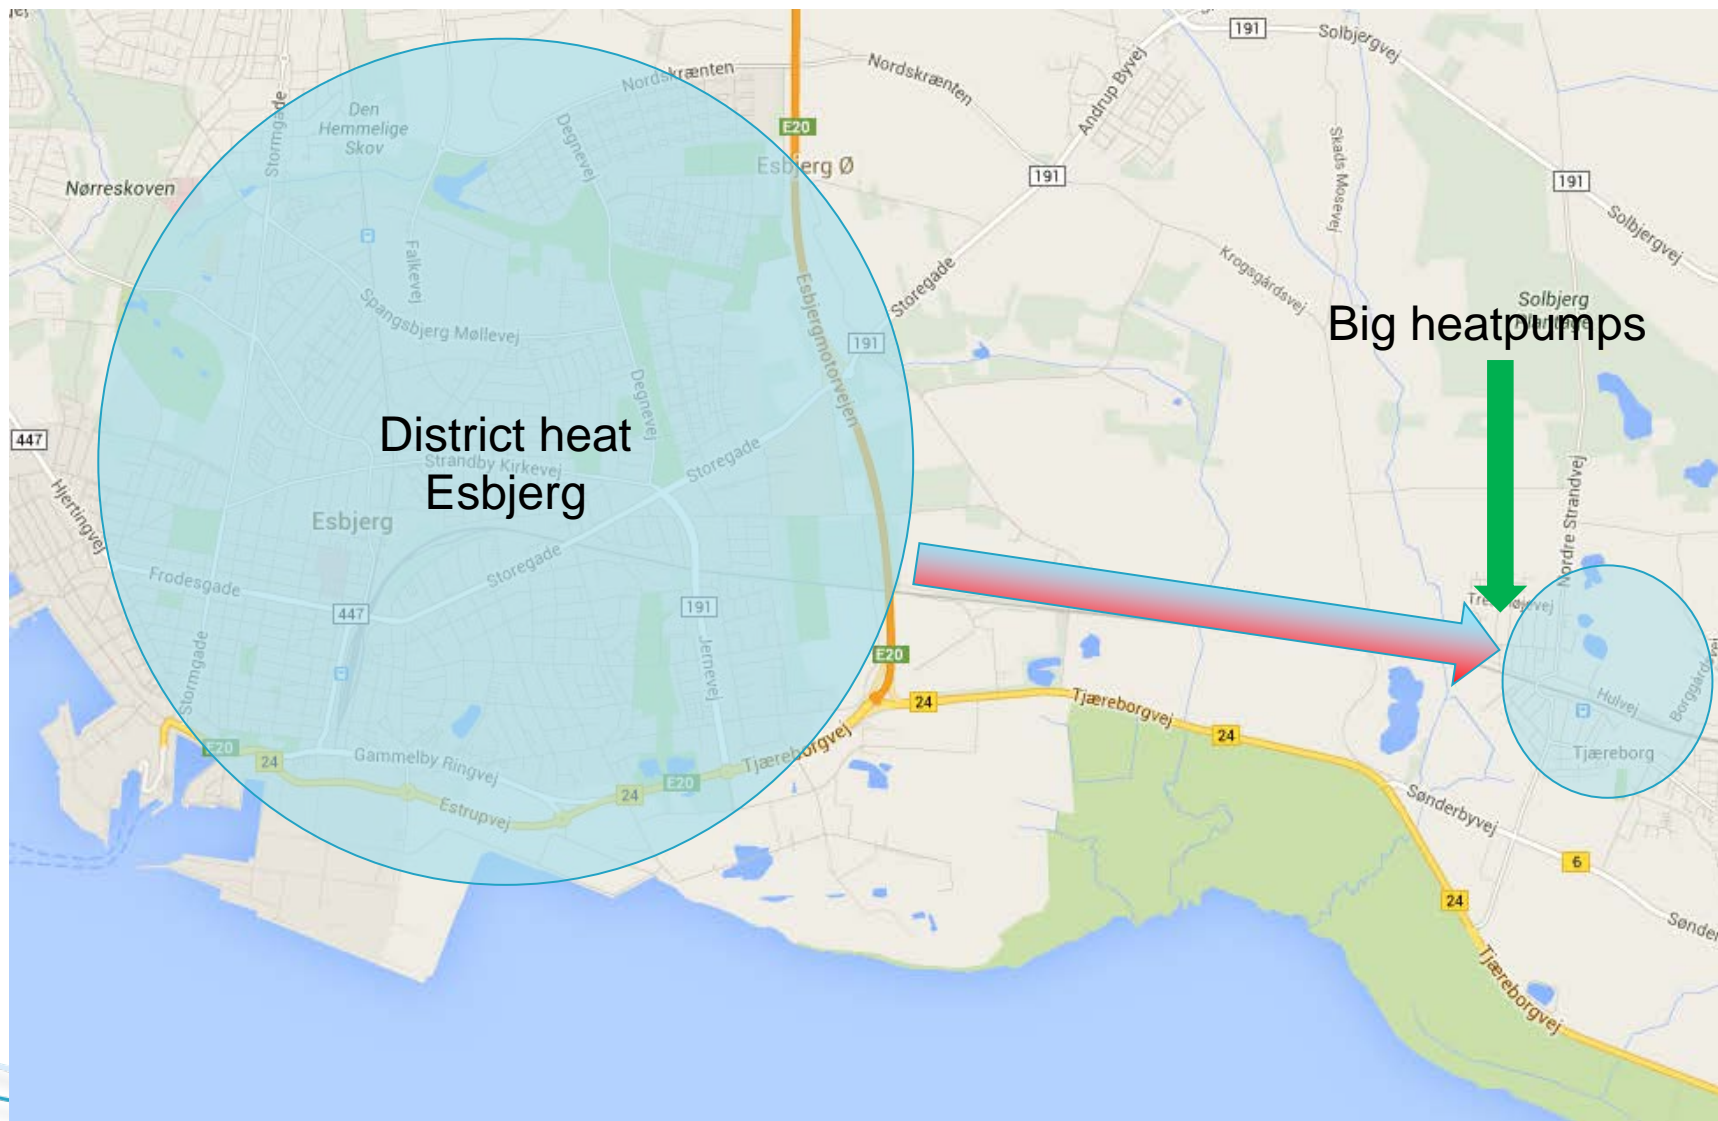 191
Solbjergvej
Nordskrænten
Nordskrænten
Andrup Byvej
Stormgade
Den
Hemmelige
Skov
Degnevej
E20
Esbjerg Ø
Skads Mosevej
191
191
Nørreskoven
Solbjergvej
Falkevej
Krogsgårdsvej
Storegade
Esbjergmotorvejen
Spangsbjerg Møllevej
Solbjerg
Plantage
Big heatpumps
191
Degnevej
District heat
Esbjerg
447
Strandby Kirkevej
Storegade
Hjertingvej
Esbjerg
Nordre Strandvej
Storegade
Frodesgade
447
191
Stormgade
Jernevej
E20
24
Tjæreborgvej
Hulvej
24
Tjæreborg
E20
24
Gammelby Ringvej
Tjæreborgvej
E20
24
Estrupvej
Sønderbyvej
6
24
Sønder
Tjæreborgvej